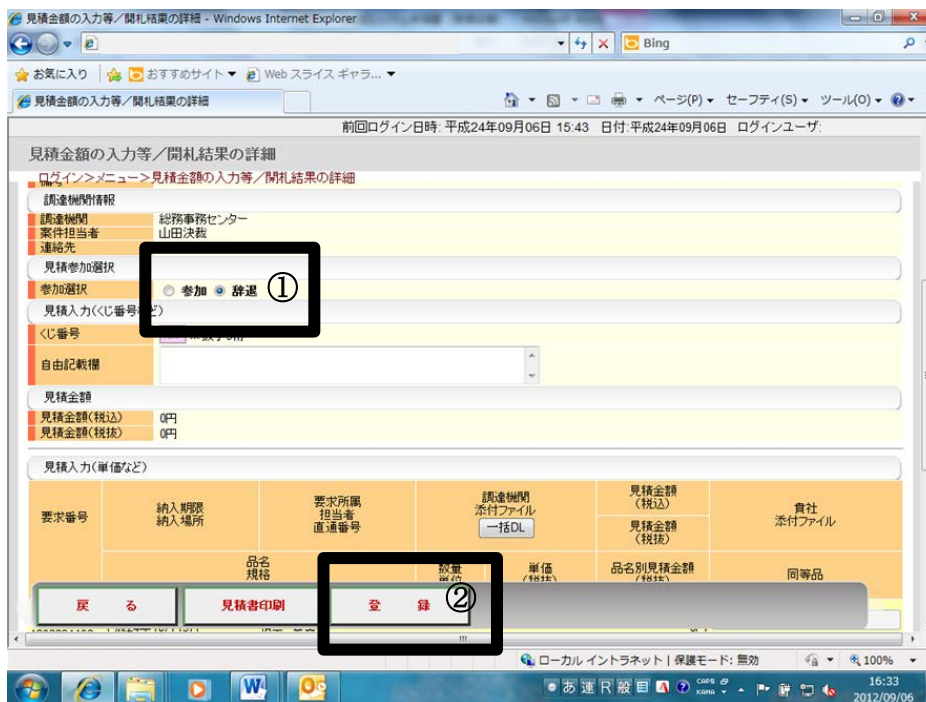 見積金額の入力等／開札結果の詳細 - Windows Internet Explorer
Bing
お気に入り おすすめサイト ▼ Web スライス ギャラ... ▼
見積金額の入力等／開札結果の詳細 ページ(P) ▼ セーフティ(S) ▼ ツール(O) ▼
前回ログイン日時: 平成24年09月06日 15:43 日付:平成24年09月06日 ログインユーザ:
見積金額の入力等／開札結果の詳細
ログイン>メニュー>見積金額の入力等／開札結果の詳細
調達機関情報
調達機関 総務事務センター
案件担当者 山田決裁
連絡先
見積参加選択
参加選択 参加 辞退 ①
見積入力(くじ番号など)
くじ番号
自由記載欄
見積金額
見積金額(税込) 0円
見積金額(税抜) 0円
見積入力(単価など)
要求番号
納入期限
納入場所
要求所属
担当者
直通番号
調達機関
添付ファイル
一括DL
見積金額
(税込)
見積金額
(税抜)
貴社
添付ファイル
品名
規格
数量
単位
単価
(税抜)
品名別見積金額
(税抜)
同等品
戻る 見積書印刷 登録 ②
ローカル イントラネット | 保護モード: 無効 100%
あ 連 R 般 CAPS KANA 16:33
2012/09/06